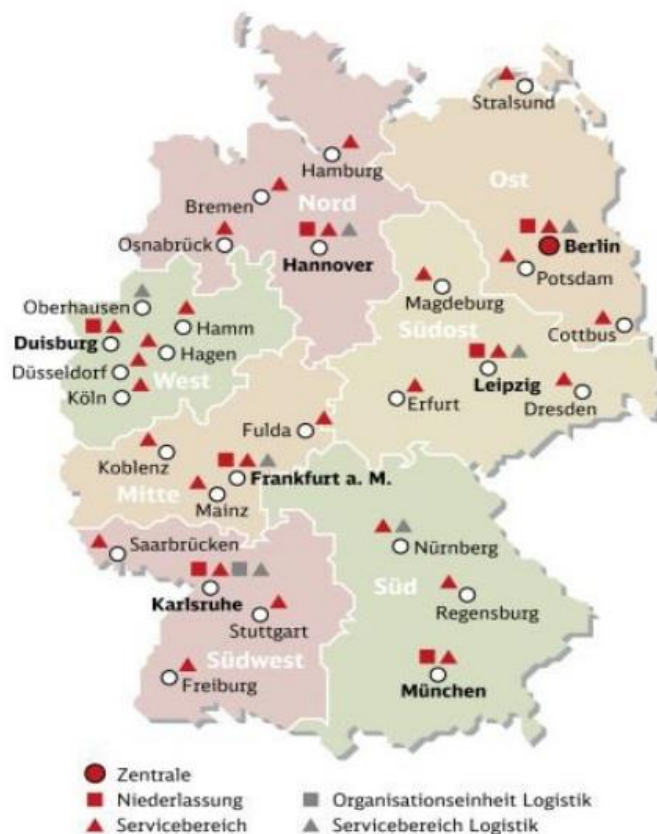 Stralsund
Hamburg
Ost
Bremen
Nord
Osnabrück
Hannover
Berlin
Potsdam
Oberhausen
Magdeburg
Hamm
Südost
Cottbus
Duisburg
Hagen
Düsseldorf
West
Leipzig
Köln
Erfurt
Dresden
Fulda
Koblenz
Frankfurt a. M.
Mitte
Mainz
Saarbrücken
Nürnberg
Süd
Karlsruhe
Regensburg
Stuttgart
Südwest
Freiburg
München
Zentrale
Niederlassung
Organisationseinheit Logistik
Servicebereich
Servicebereich Logistik